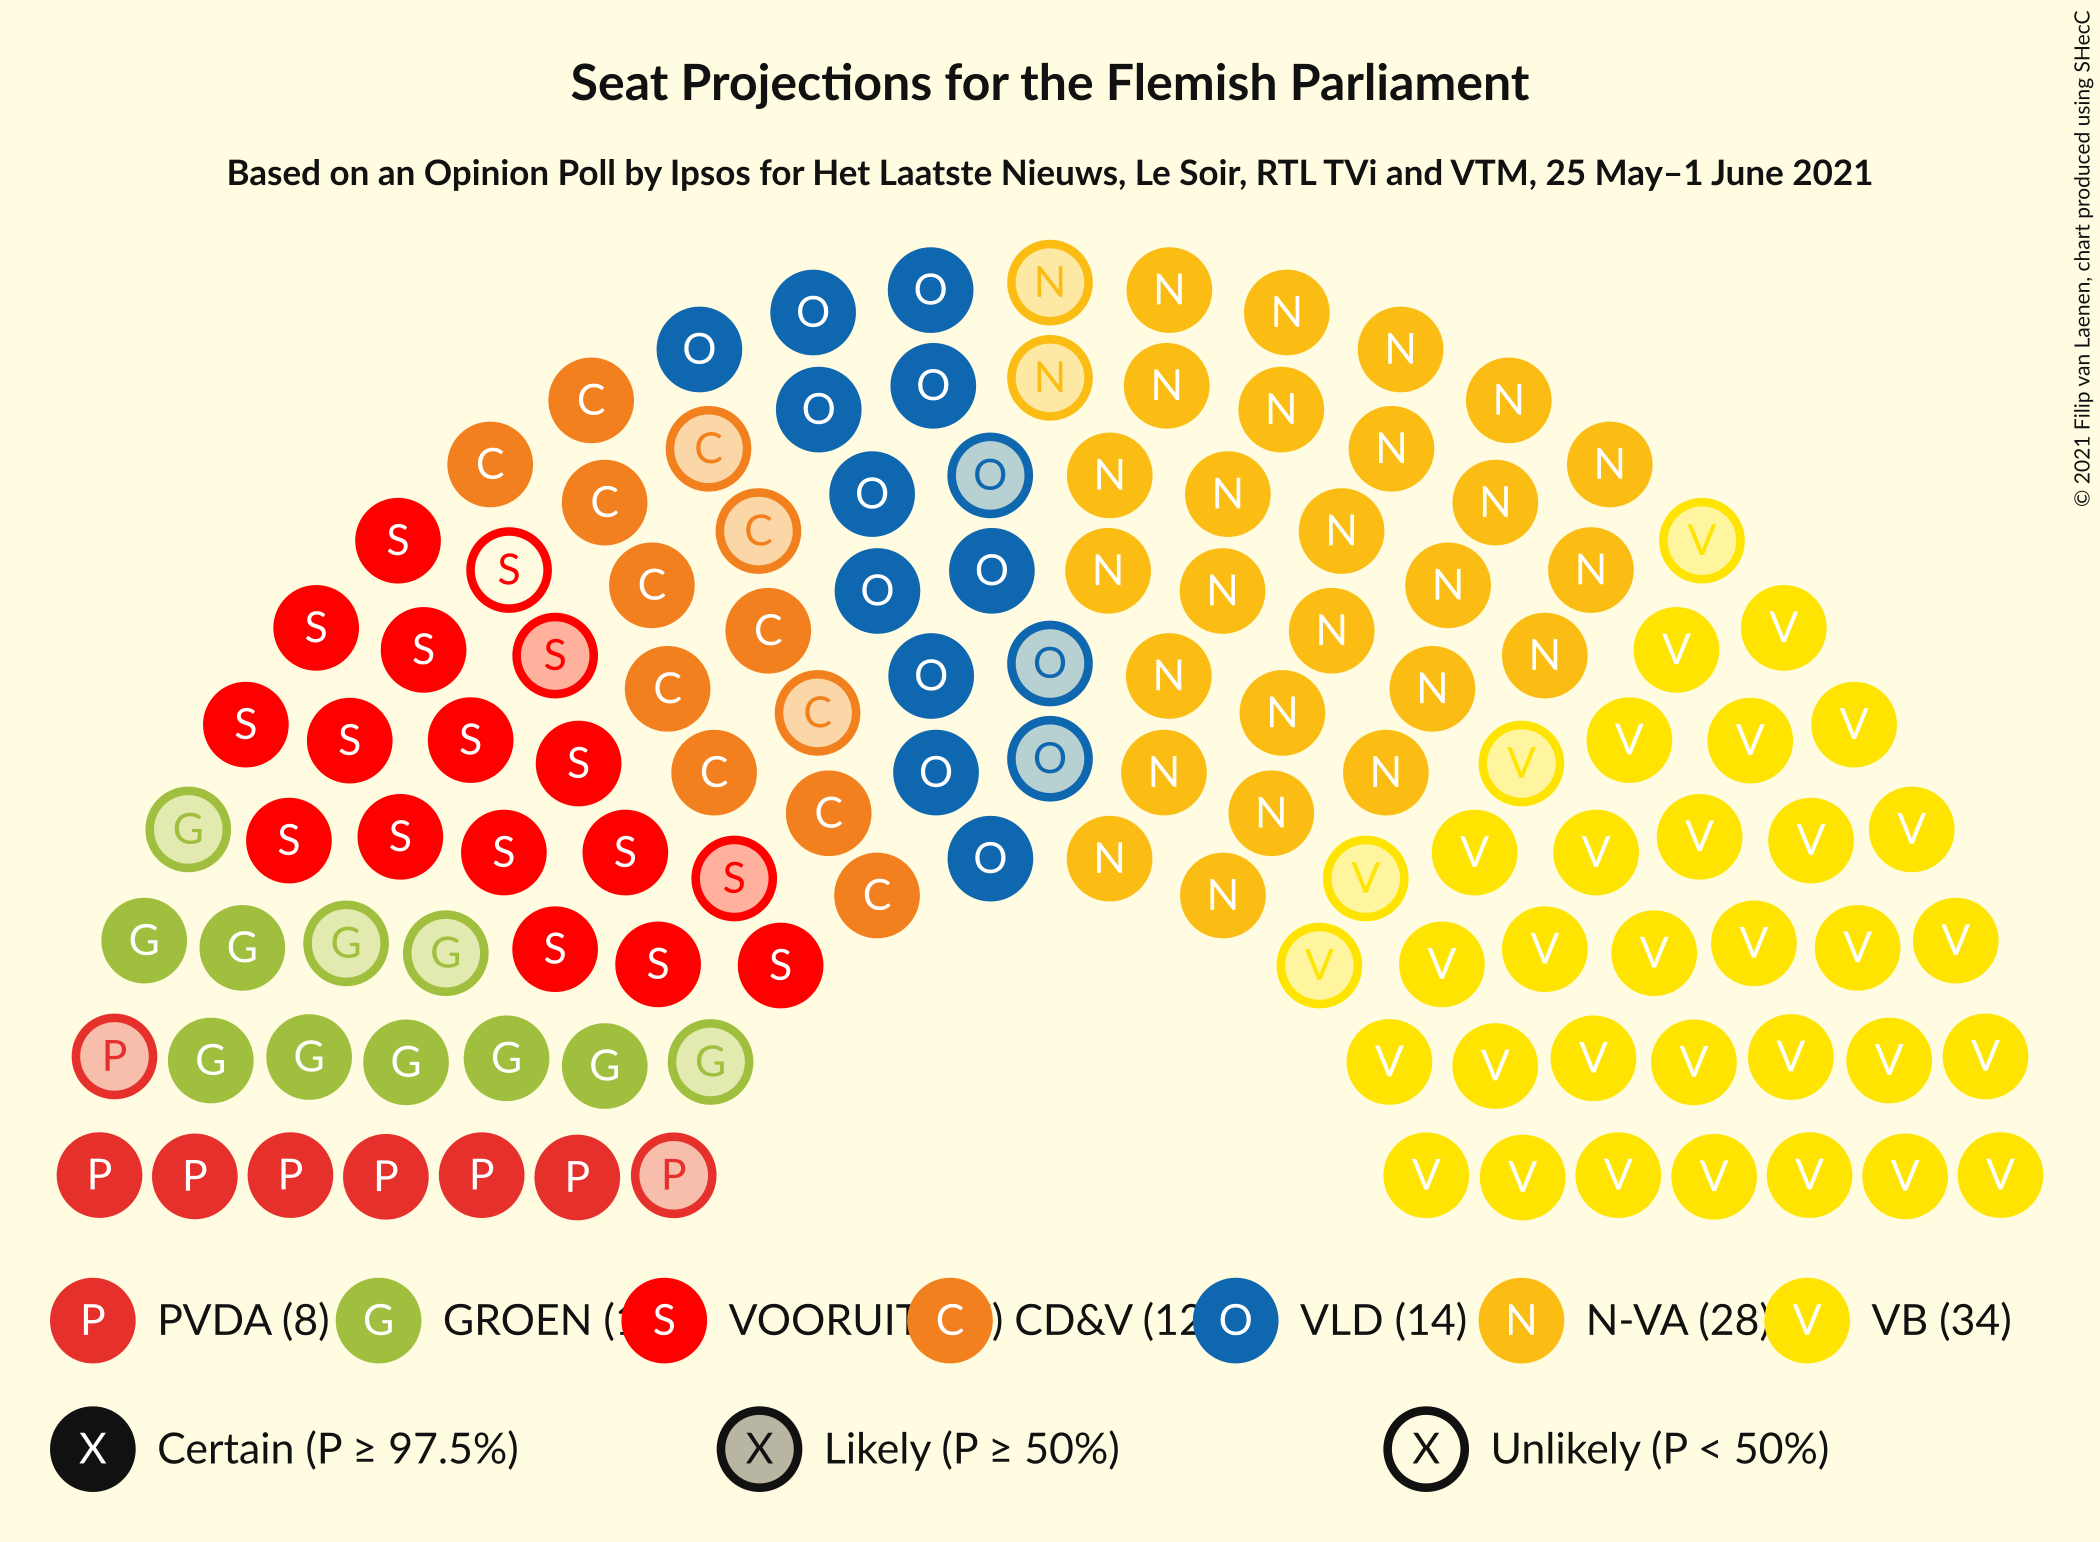 Seat Projections for the Flemish Parliament
Based on an Opinion Poll by Ipsos for Het Laatste Nieuws, Le Soir, RTL TVi and VTM, 25 May–1 June 2021
© 2021 Filip van Laenen, chart produced using SHecC
N
O N
O N
O N N
O N
C N N
O N
C O N
C N
C O O N N
C O N N
C N
S N V
S C C N
O O N N
C N
S C N V
S V
S O O N
C N
C N
S N V
S C N
S V V
S S V V
S C O O N N V
G C N V
S S V V
S S V V
O N
S V
C N
G G V V
G G S V V V
S S V V
P G G G G G G V V V V V V V
P P P P P P P V V V V V V V
P PVDA (8) G GROEN ( S VOORUIT C ) CD&V (12 O VLD (14) N N-VA (28) V VB (34)
X Certain (P ≥ 97.5%) X Likely (P ≥ 50%) X Unlikely (P < 50%)